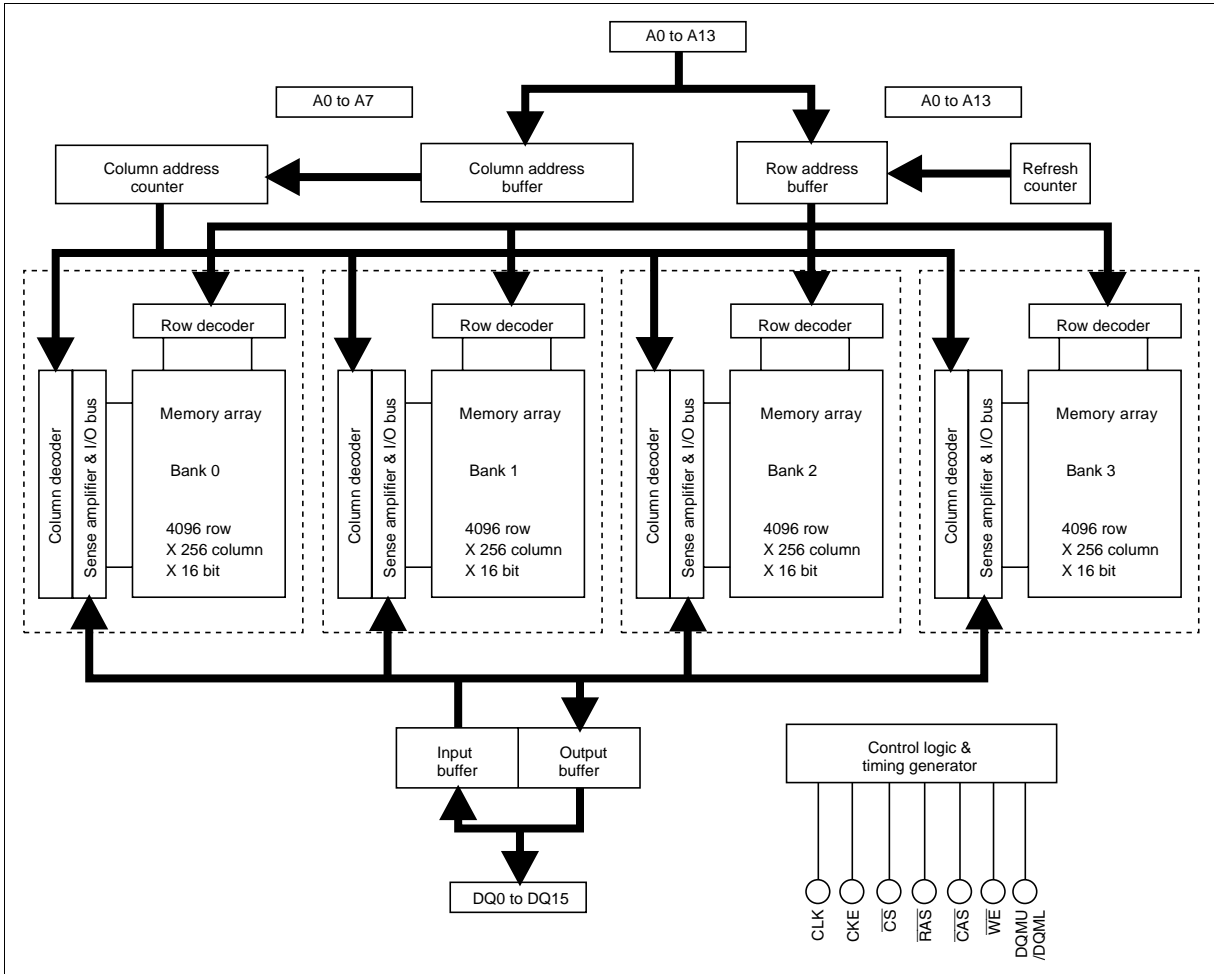 A0 to A13
A0 to A7
A0 to A13
Column address
counter
Column address
buffer
Row address
buffer
Refresh
counter
Row decoder
Column decoder
Sense amplifier & I/O bus
Memory array
Bank 0
4096 row
X 256 column
X 16 bit
Row decoder
Column decoder
Sense amplifier & I/O bus
Memory array
Bank 1
4096 row
X 256 column
X 16 bit
Row decoder
Column decoder
Sense amplifier & I/O bus
Memory array
Bank 2
4096 row
X 256 column
X 16 bit
Row decoder
Column decoder
Sense amplifier & I/O bus
Memory array
Bank 3
4096 row
X 256 column
X 16 bit
Input
buffer
Output
buffer
DQ0 to DQ15
Control logic &
timing generator
CLK
CKE
C̅S̅
R̅A̅S̅
C̅A̅S̅
W̅E̅
DQMU
/DQML